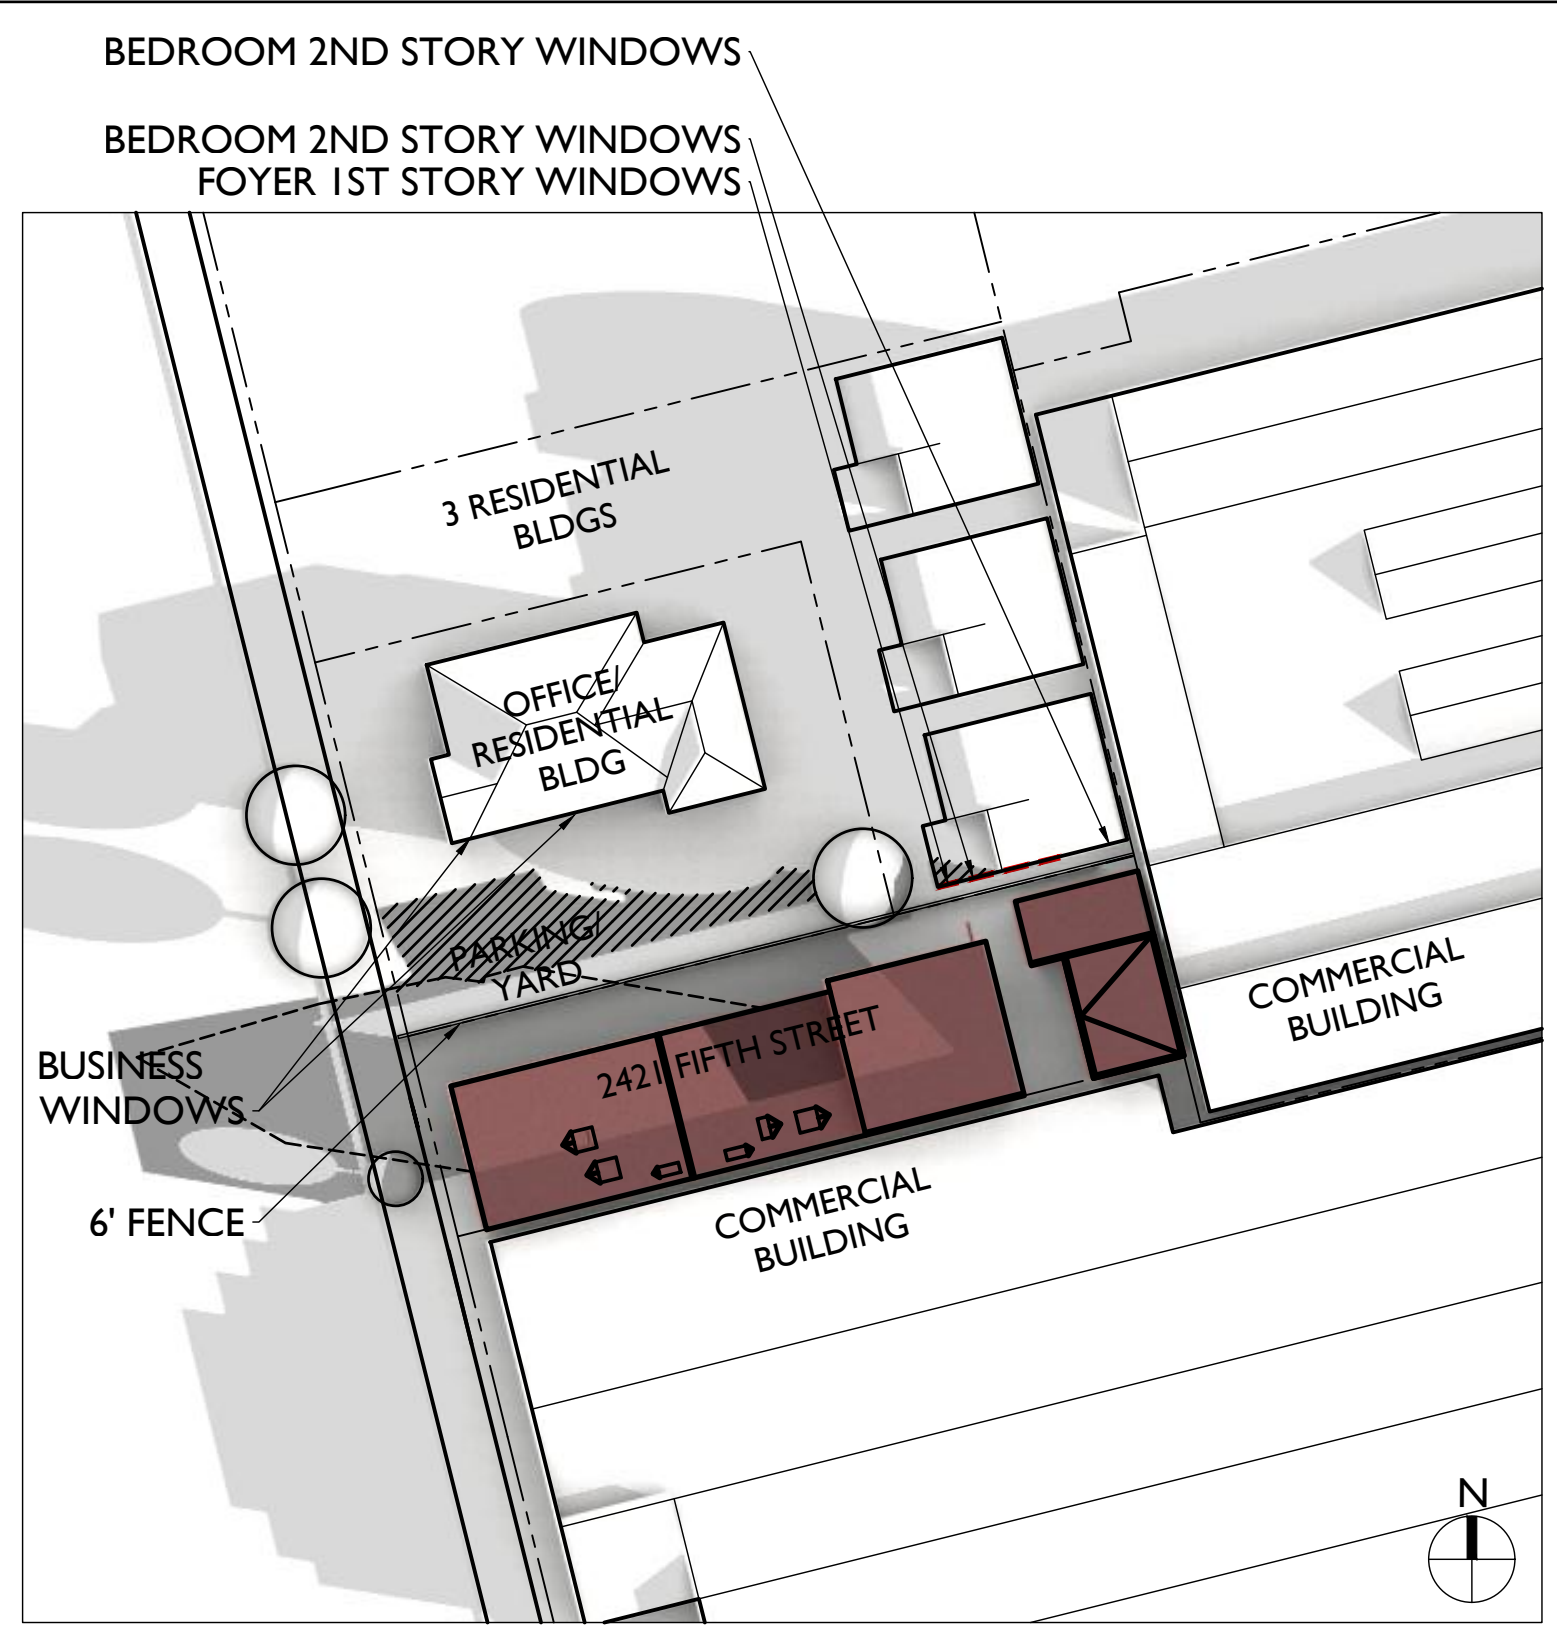 BEDROOM 2ND STORY WINDOWS
BEDROOM 2ND STORY WINDOWS
FOYER 1ST STORY WINDOWS
3 RESIDENTIAL
BLDGS
OFFICE/
RESIDENTIAL
BLDG
PARKING/
YARD
COMMERCIAL
BUILDING
2421 FIFTH STREET
BUSINESS
WINDOWS
6' FENCE
COMMERCIAL
BUILDING
N